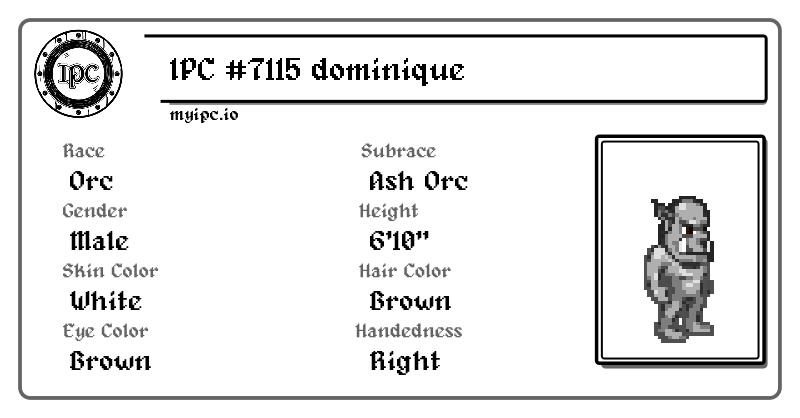 IPC
IPC #7115 dominique
myipc.io
Race
Orc
Subrace
Ash Orc
Gender
Male
Height
6'10"
Skin Color
White
Hair Color
Brown
Eye Color
Brown
Handedness
Right